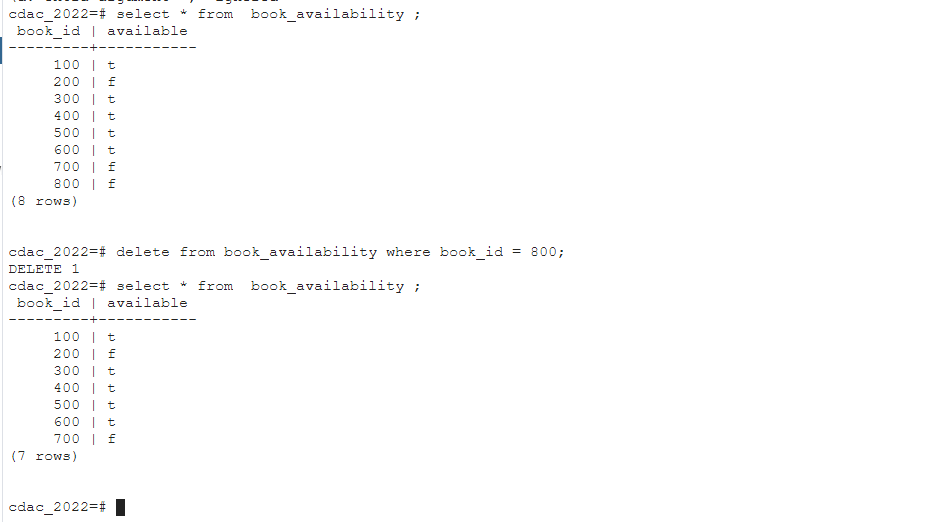 cdac_2022=# select * from  book_availability ;
 book_id | available
---------+-----------
     100 | t
     200 | f
     300 | t
     400 | t
     500 | t
     600 | t
     700 | f
     800 | f
(8 rows)
cdac_2022=# delete from book_availability where book_id = 800;
DELETE 1
cdac_2022=# select * from  book_availability ;
 book_id | available
---------+-----------
     100 | t
     200 | f
     300 | t
     400 | t
     500 | t
     600 | t
     700 | f
(7 rows)
cdac_2022=#